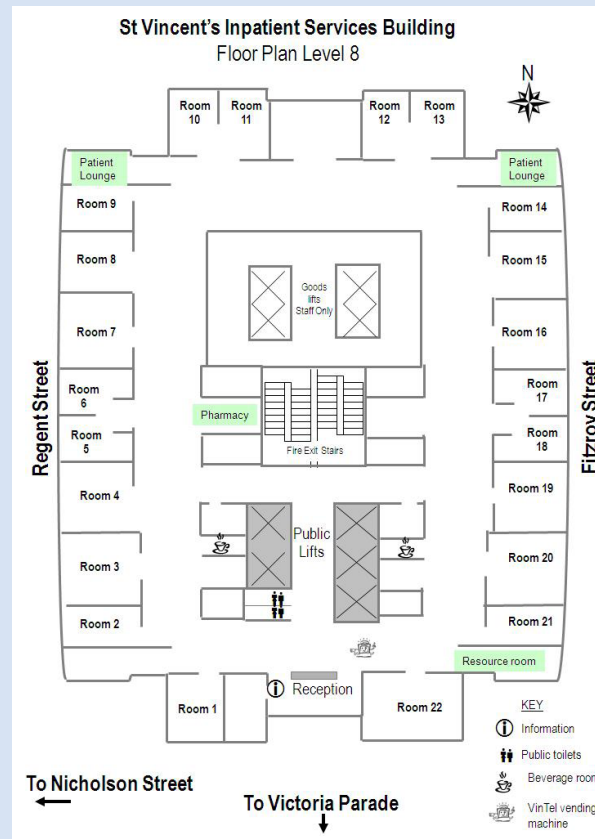 St Vincent's Inpatient Services Building
Floor Plan Level 8
N
Room
10
Room
11
Room
12
Room
13
Patient
Lounge
Patient
Lounge
Room 9
Room 14
Room 8
Room 15
Goods
lifts
Staff Only
Room 7
Room 16
Regent Street
Fitzroy Street
Room
6
Room
17
Pharmacy
Room
5
Room
18
Fire Exit Stairs
Room 4
Room 19
Public
Lifts
Room 3
Room 20
Room 2
Room 21
Resource room
Reception
Room 1
Room 22
KEY
Information
Public toilets
Beverage room
VinTel vending
machine
To Nicholson Street
To Victoria Parade